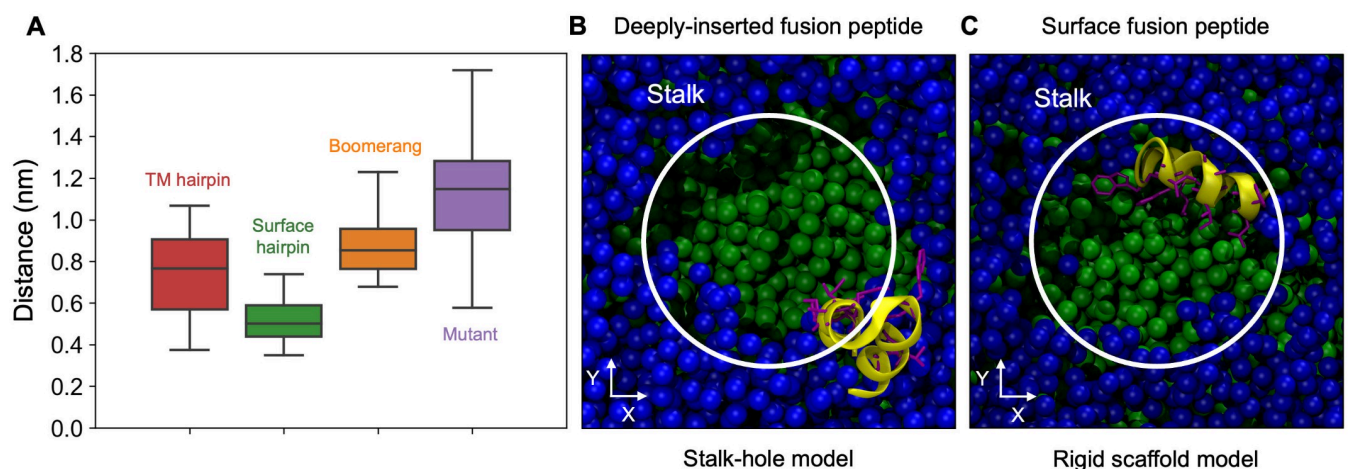 A
1.8
1.6
1.4
1.2
1.0
0.8
0.6
0.4
0.2
0.0
Distance (nm)
TM hairpin
Surface
hairpin
Boomerang
Mutant
B Deeply-inserted fusion peptide
Stalk
Y
X
Stalk-hole model
C Surface fusion peptide
Stalk
Y
X
Rigid scaffold model